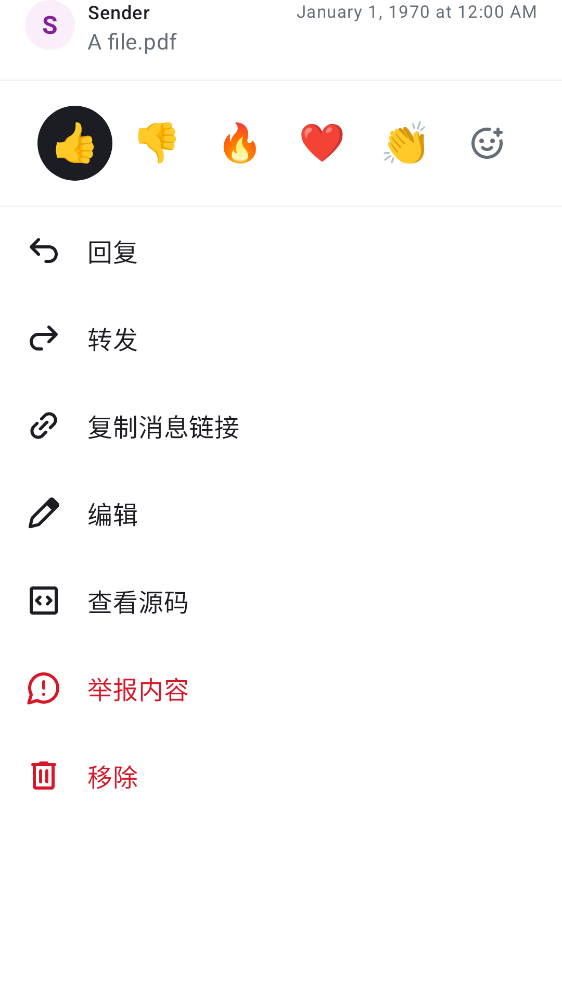 S
Sender
January 1, 1970 at 12:00 AM
A file.pdf
回复
转发
复制消息链接
编辑
查看源码
举报内容
移除